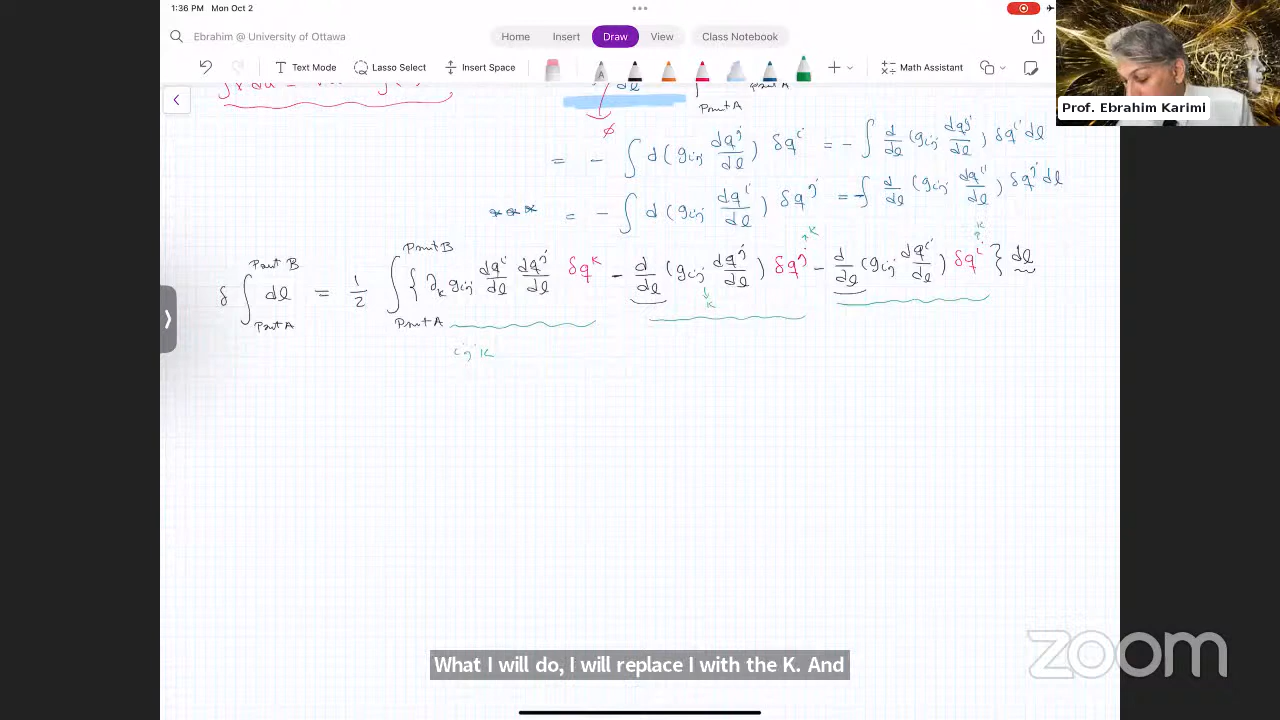 1:36 PM Mon Oct 2
Ebrahim @ University of Ottawa
Home Insert Draw View Class Notebook
Text Mode Lasso Select Insert Space Math Assistant
Prof. Ebrahim Karimi
dl
Point A
Point A
∅
= - ∫ d(g_ij dq^j/dl) δq^i = - ∫ d/dl (g_ij dq^j/dl) δq^i dl
*** = - ∫ d(g_ij dq^i/dl) δq^j = - ∫ d/dl (g_ij dq^i/dl) δq^j dl
δ ∫_{Point A}^{Point B} dl = 1/2 ∫_{Point A}^{Point B} { ∂_k g_ij dq^i/dl dq^j/dl δq^k - d/dl (g_ij dq^j/dl) δq^j - d/dl (g_ij dq^i/dl) δq^i } dl
K
K
K
i, j, K
What I will do, I will replace I with the K. And
zoom